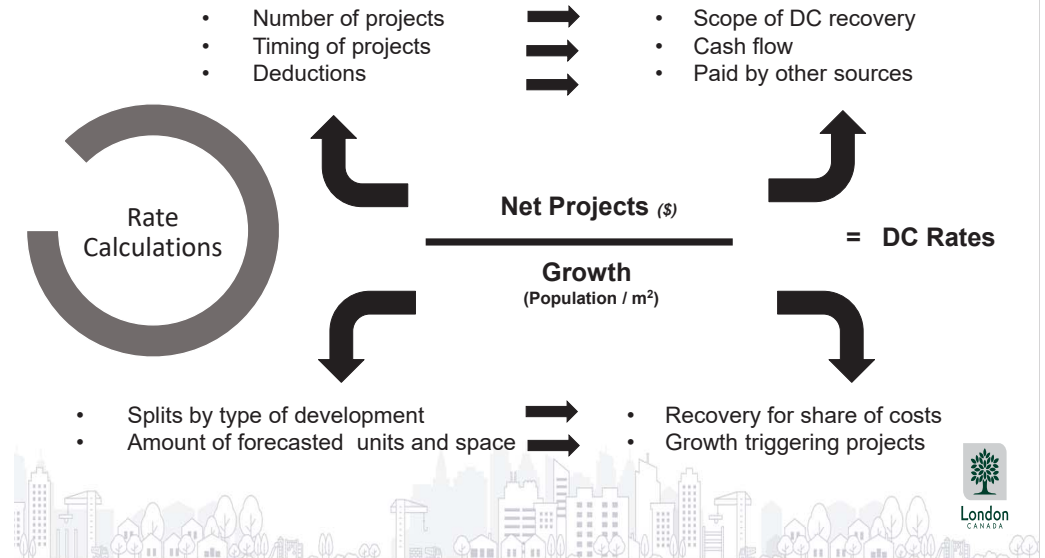 • Number of projects
• Timing of projects
• Deductions
• Scope of DC recovery
• Cash flow
• Paid by other sources
Rate
Calculations
Net Projects ($)
Growth
(Population / m²)
= DC Rates
• Splits by type of development
• Amount of forecasted units and space
• Recovery for share of costs
• Growth triggering projects
London
CANADA